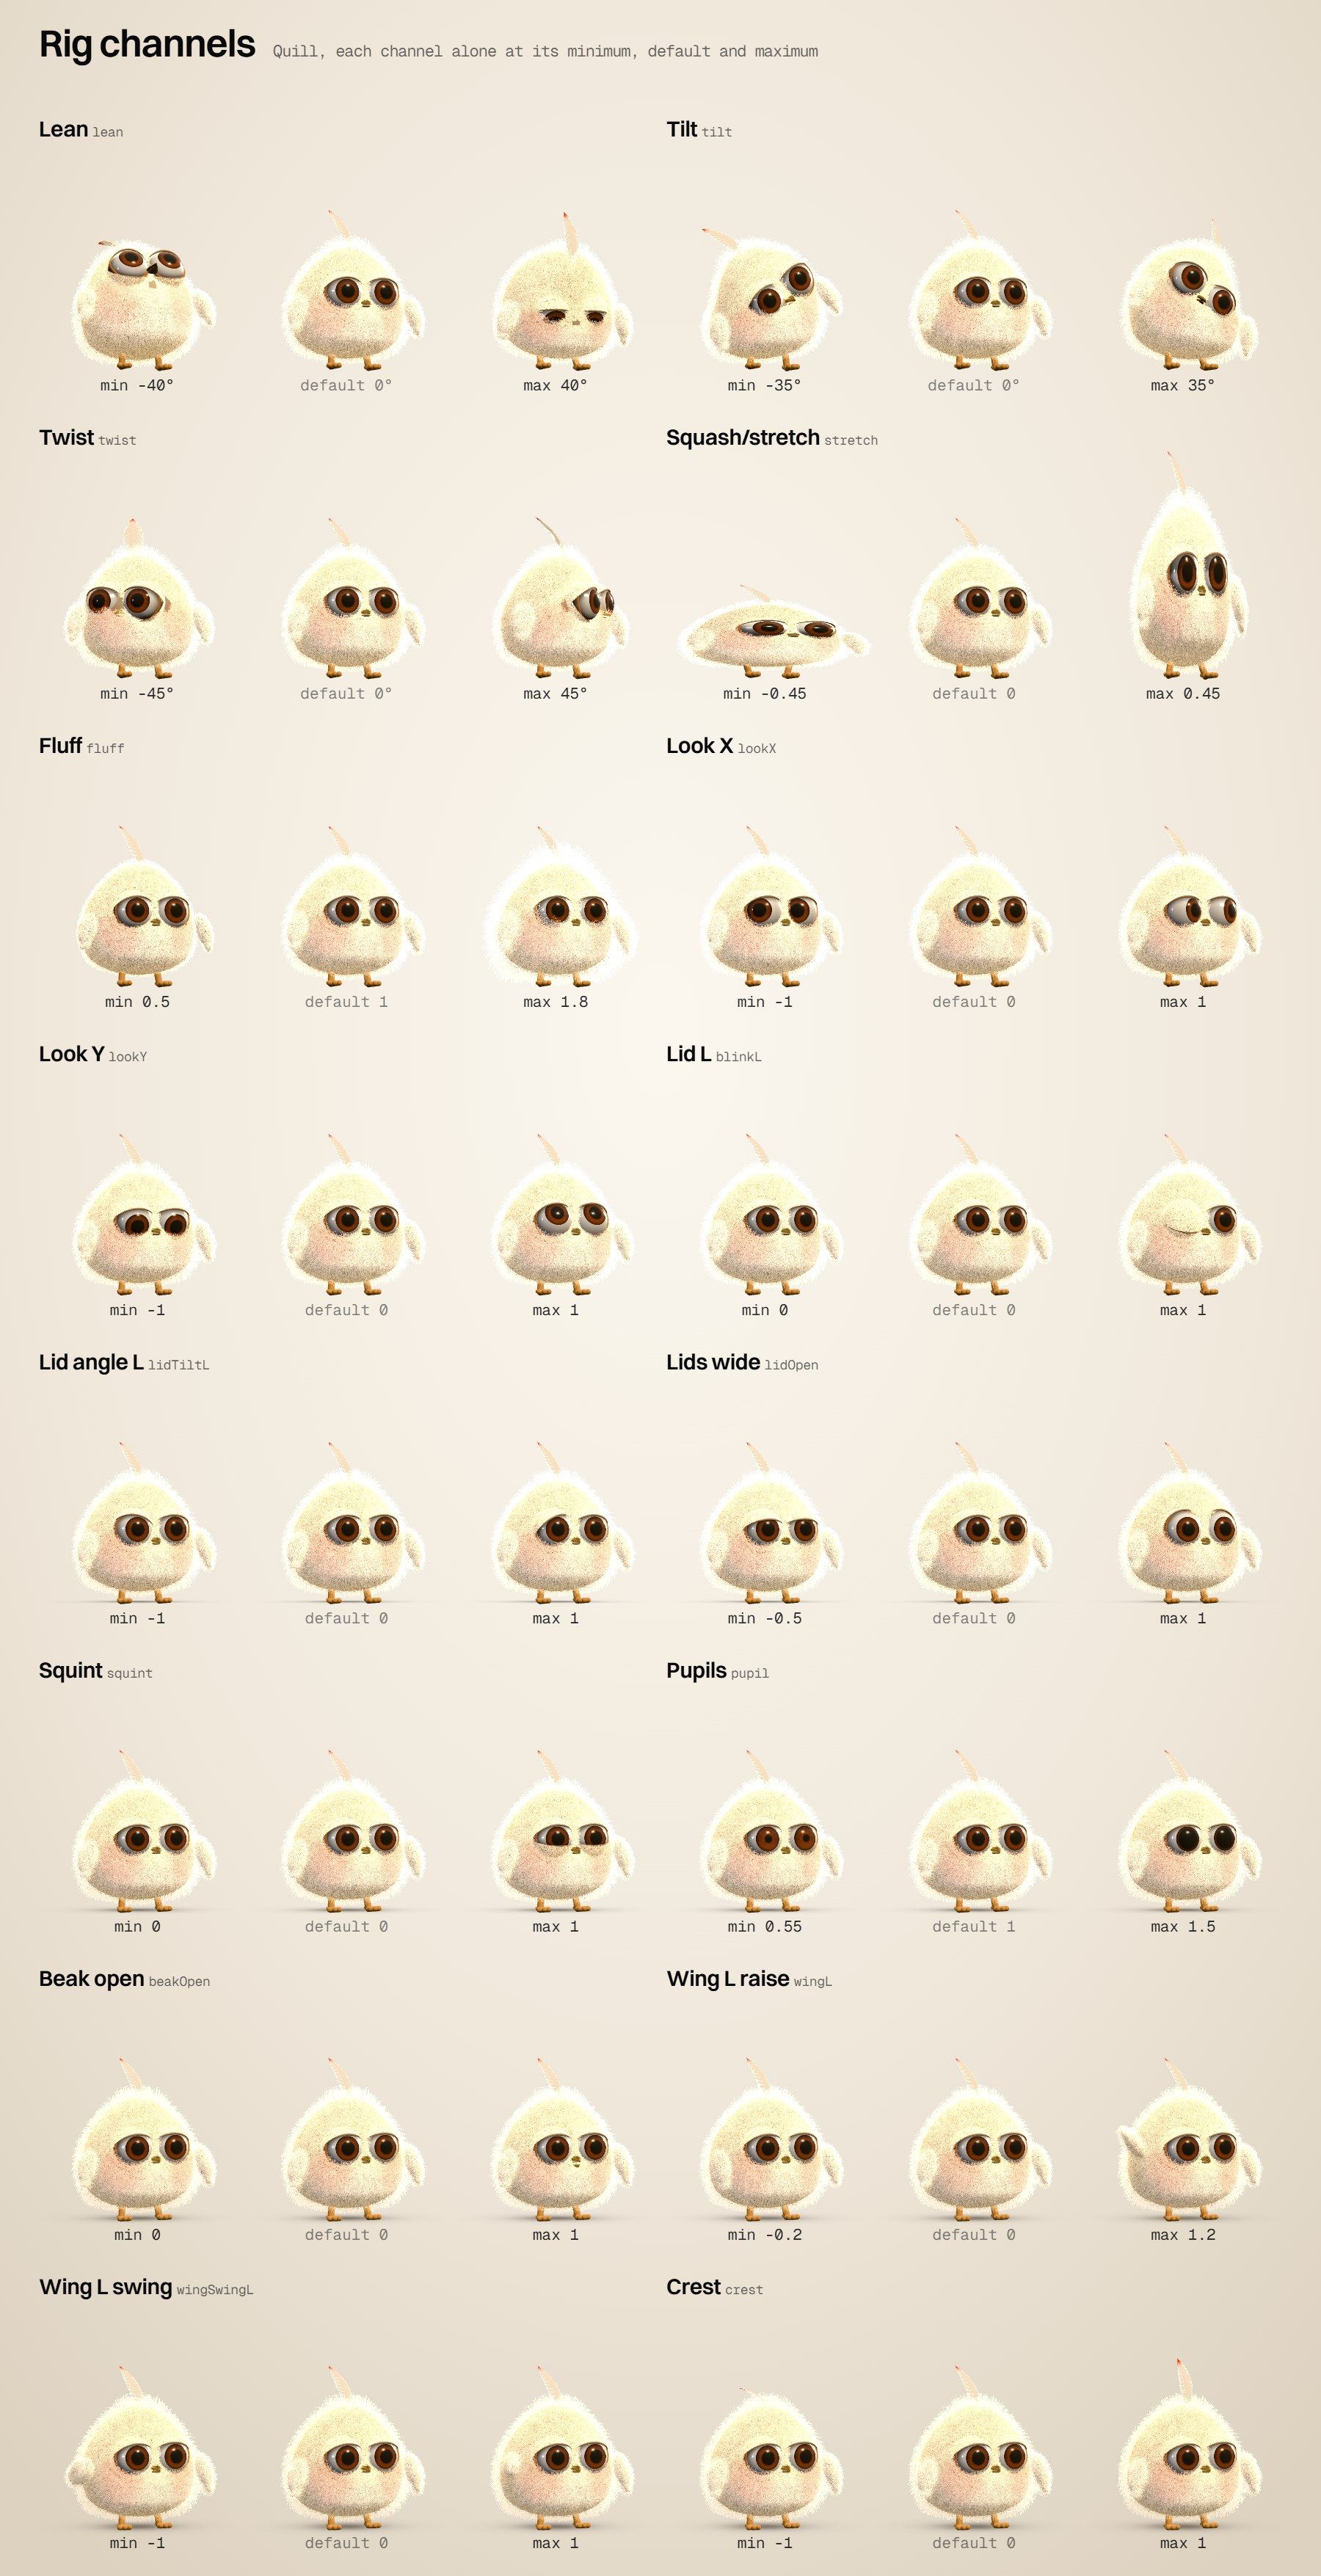 Rig channels Quill, each channel alone at its minimum, default and maximum
Lean lean
Tilt tilt
min -40° default 0° max 40° min -35° default 0° max 35°
Twist twist
Squash/stretch stretch
min -45° default 0° max 45° min -0.45 default 0 max 0.45
Fluff fluff
Look X lookX
min 0.5 default 1 max 1.8 min -1 default 0 max 1
Look Y lookY
Lid L blinkL
min -1 default 0 max 1 min 0 default 0 max 1
Lid angle L lidTiltL
Lids wide lidOpen
min -1 default 0 max 1 min -0.5 default 0 max 1
Squint squint
Pupils pupil
min 0 default 0 max 1 min 0.55 default 1 max 1.5
Beak open beakOpen
Wing L raise wingL
min 0 default 0 max 1 min -0.2 default 0 max 1.2
Wing L swing wingSwingL
Crest crest
min -1 default 0 max 1 min -1 default 0 max 1